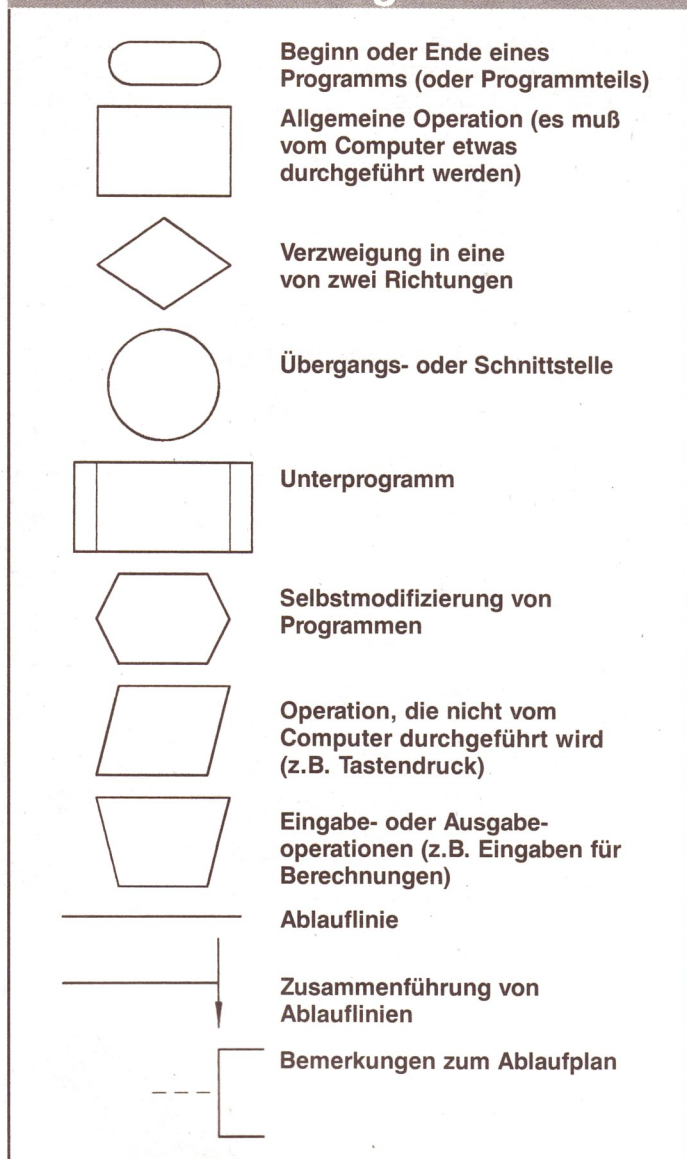 Beginn oder Ende eines
Programms (oder Programmteils)
Allgemeine Operation (es muß
vom Computer etwas
durchgeführt werden)
Verzweigung in eine
von zwei Richtungen
Übergangs- oder Schnittstelle
Unterprogramm
Selbstmodifizierung von
Programmen
Operation, die nicht vom
Computer durchgeführt wird
(z.B. Tastendruck)
Eingabe- oder Ausgabe-
operationen (z.B. Eingaben für
Berechnungen)
Ablauflinie
Zusammenführung von
Ablauflinien
Bemerkungen zum Ablaufplan